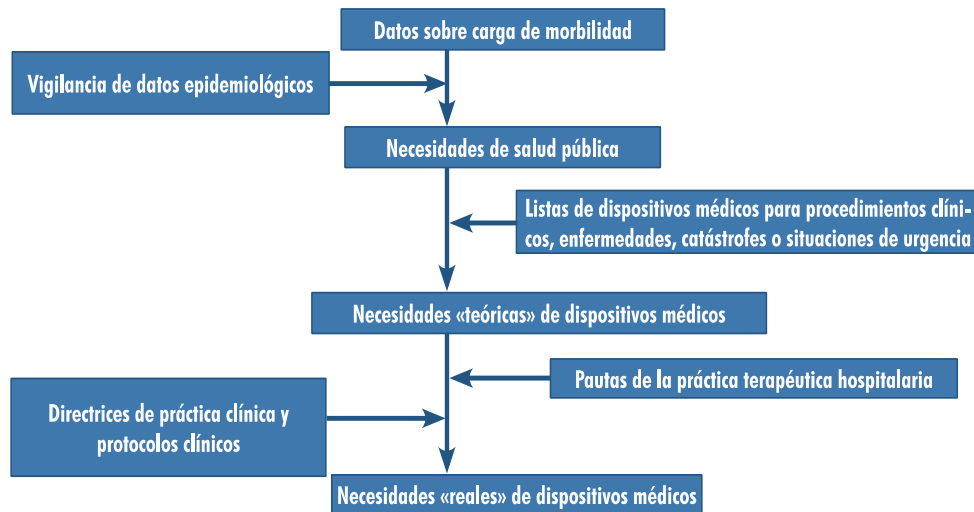 Datos sobre carga de morbilidad
Vigilancia de datos epidemiológicos
Necesidades de salud pública
Listas de dispositivos médicos para procedimientos clíni-
cos, enfermedades, catástrofes o situaciones de urgencia
Necesidades «teóricas» de dispositivos médicos
Pautas de la práctica terapéutica hospitalaria
Directrices de práctica clínica y
protocolos clínicos
Necesidades «reales» de dispositivos médicos